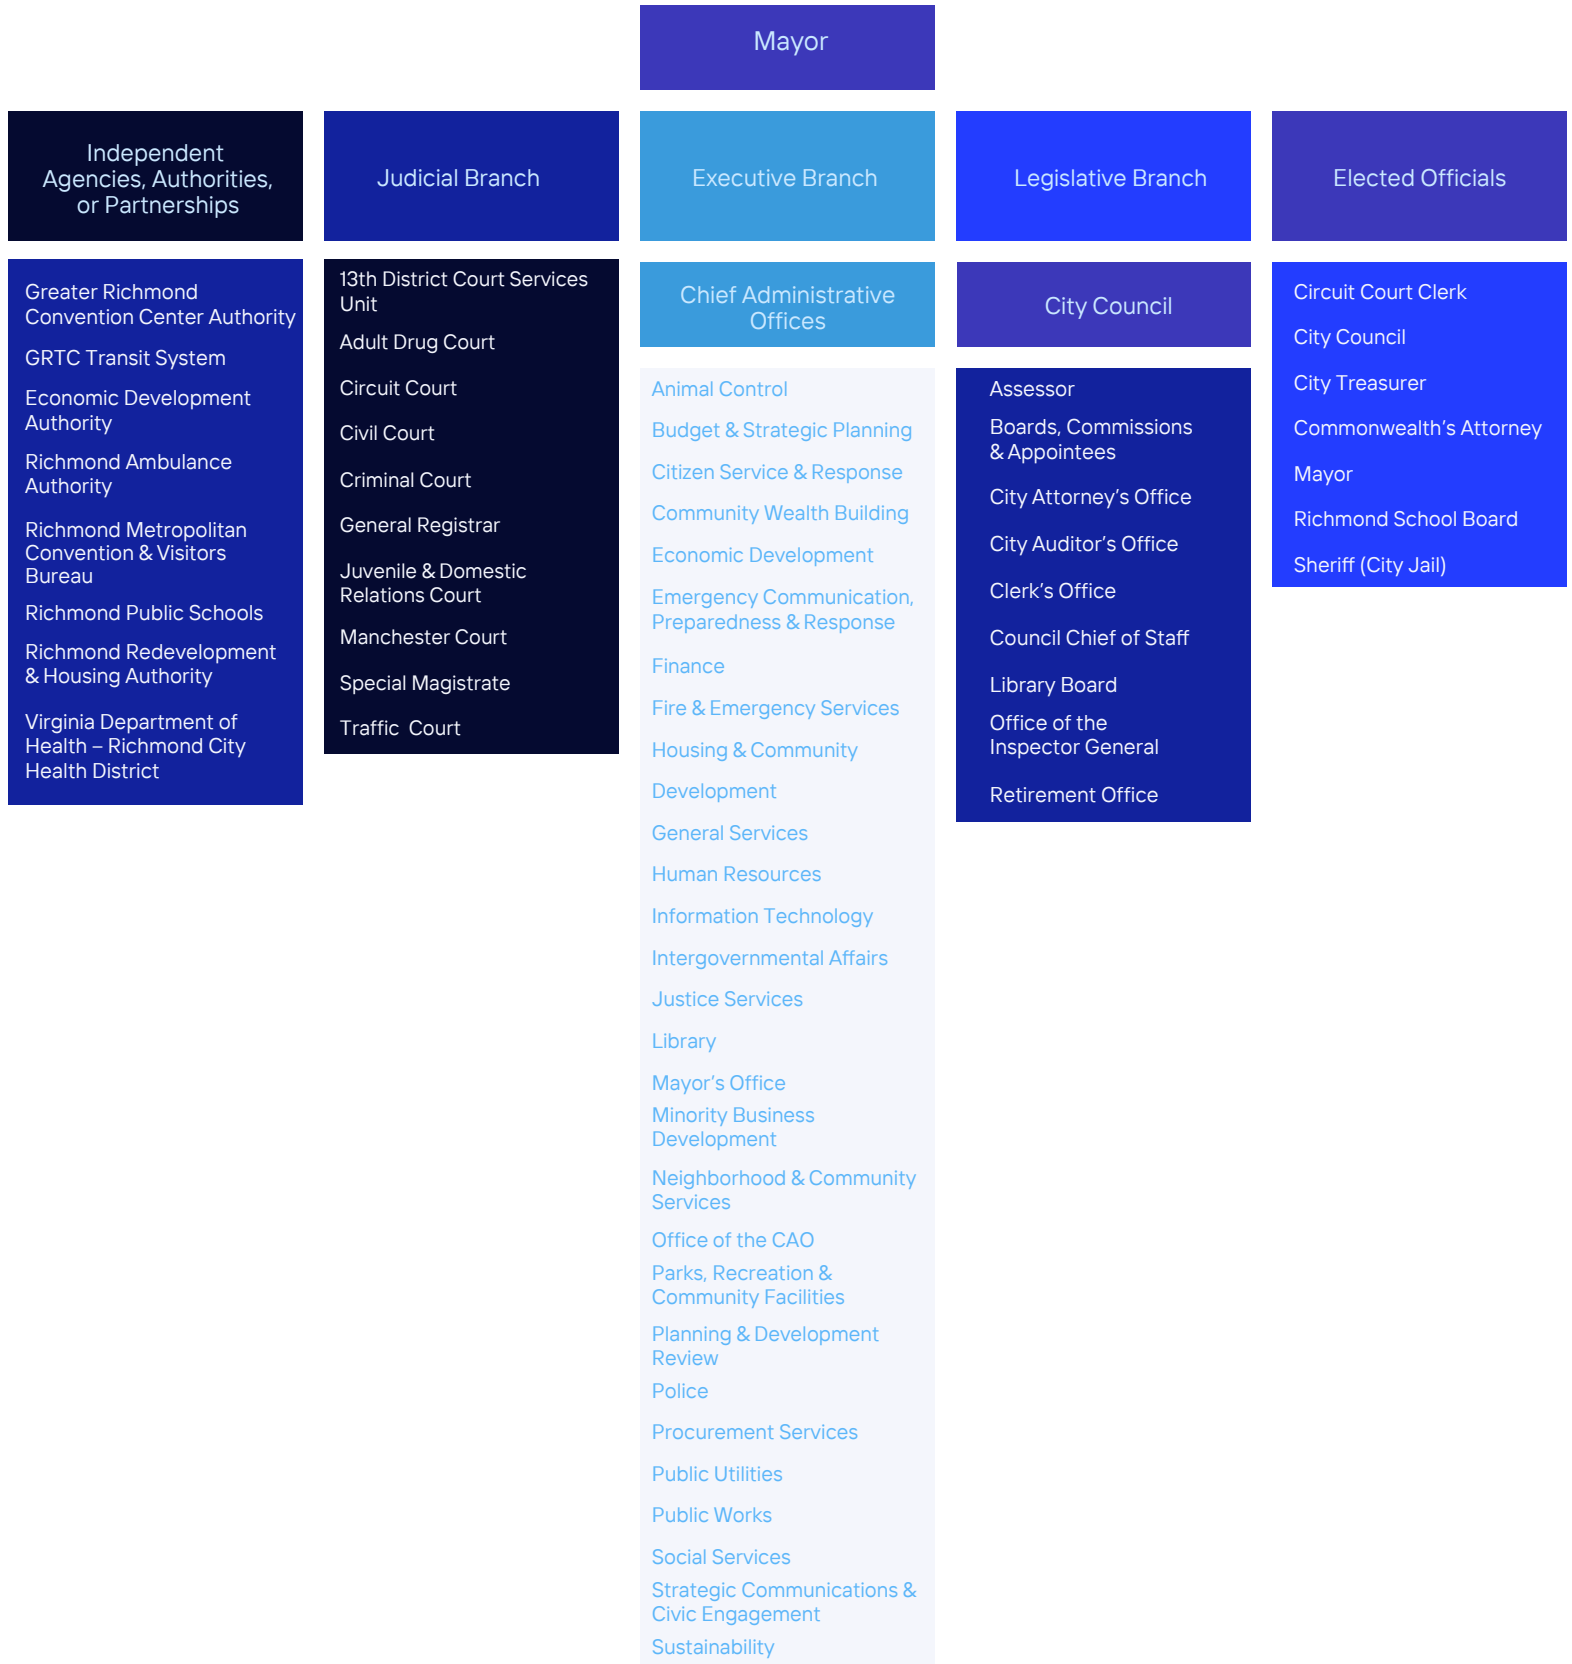 Mayor
Independent
Agencies, Authorities,
or Partnerships
Greater Richmond
Convention Center Authority
GRTC Transit System
Economic Development
Authority
Richmond Ambulance
Authority
Richmond Metropolitan
Convention & Visitors
Bureau
Richmond Public Schools
Richmond Redevelopment
& Housing Authority
Virginia Department of
Health – Richmond City
Health District
Judicial Branch
13th District Court Services
Unit
Adult Drug Court
Circuit Court
Civil Court
Criminal Court
General Registrar
Juvenile & Domestic
Relations Court
Manchester Court
Special Magistrate
Traffic Court
Executive Branch
Chief Administrative
Offices
Animal Control
Budget & Strategic Planning
Citizen Service & Response
Community Wealth Building
Economic Development
Emergency Communication,
Preparedness & Response
Finance
Fire & Emergency Services
Housing & Community
Development
General Services
Human Resources
Information Technology
Intergovernmental Affairs
Justice Services
Library
Mayor's Office
Minority Business
Development
Neighborhood & Community
Services
Office of the CAO
Parks, Recreation &
Community Facilities
Planning & Development
Review
Police
Procurement Services
Public Utilities
Public Works
Social Services
Strategic Communications &
Civic Engagement
Sustainability
Legislative Branch
City Council
Assessor
Boards, Commissions
& Appointees
City Attorney's Office
City Auditor's Office
Clerk's Office
Council Chief of Staff
Library Board
Office of the
Inspector General
Retirement Office
Elected Officials
Circuit Court Clerk
City Council
City Treasurer
Commonwealth's Attorney
Mayor
Richmond School Board
Sheriff (City Jail)